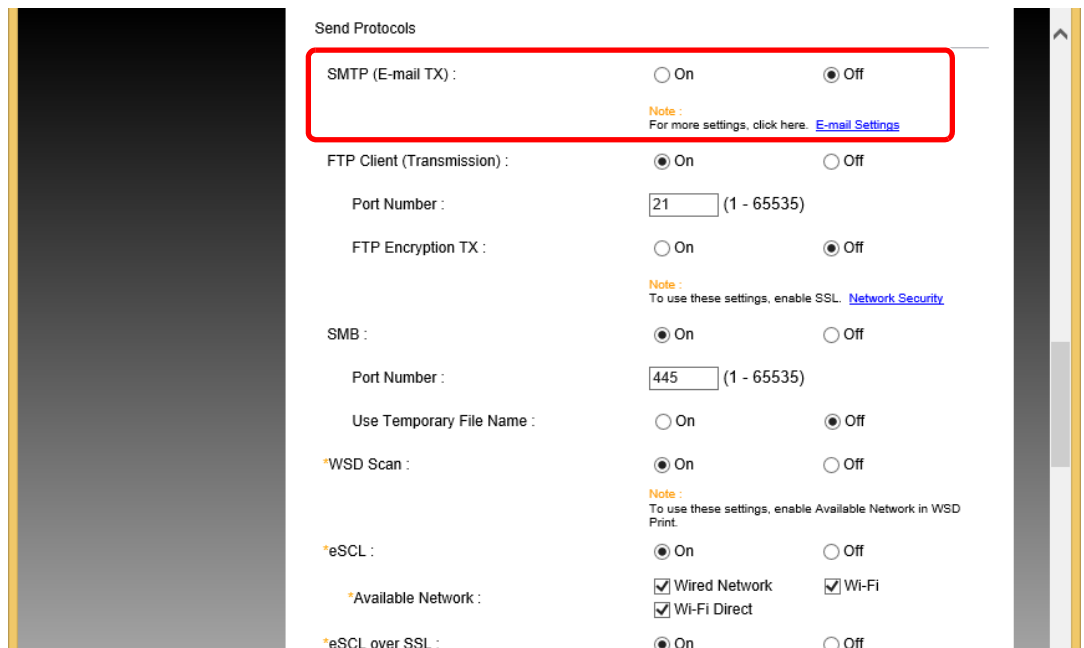 Send Protocols
SMTP (E-mail TX) : On Off
Note :
For more settings, click here. E-mail Settings
FTP Client (Transmission) : On Off
Port Number : 21 (1 - 65535)
FTP Encryption TX : On Off
Note :
To use these settings, enable SSL. Network Security
SMB : On Off
Port Number : 445 (1 - 65535)
Use Temporary File Name : On Off
*WSD Scan : On Off
Note :
To use these settings, enable Available Network in WSD
Print.
*eSCL : On Off
*Available Network : Wired Network Wi-Fi
Wi-Fi Direct
*eSCL over SSL : On Off